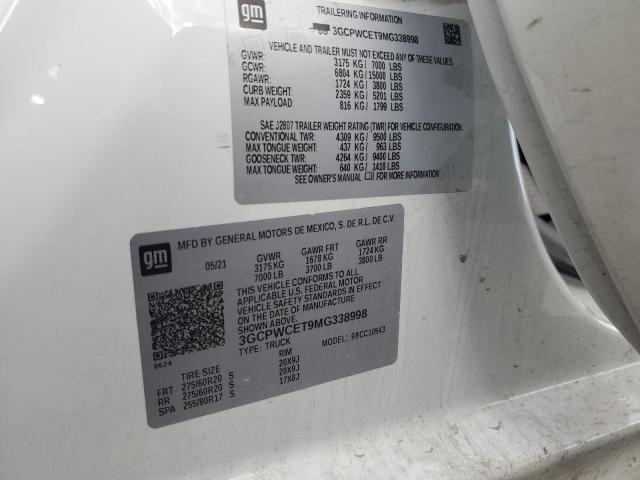 gm
TRAILERING INFORMATION
3GCPWCET9MG338998
VEHICLE AND TRAILER MUST NOT EXCEED ANY OF THESE VALUES.
GVWR: 3175 KG / 7000 LBS
GCWR: 6804 KG / 15000 LBS
RGAWR: 1724 KG / 3800 LBS
CURB WEIGHT: 2359 KG / 5201 LBS
MAX PAYLOAD: 816 KG / 1799 LBS
SAE J2807 TRAILER WEIGHT RATING (TWR) FOR VEHICLE CONFIGURATION.
CONVENTIONAL TWR: 4309 KG / 9500 LBS
MAX TONGUE WEIGHT: 437 KG / 963 LBS
GOOSENECK TWR: 4264 KG / 9400 LBS
MAX TONGUE WEIGHT: 640 KG / 1410 LBS
SEE OWNER'S MANUAL FOR MORE INFORMATION
gm
MFD BY GENERAL MOTORS DE MEXICO, S. DE R.L. DE C.V.
05/21 GVWR GAWR FRT GAWR RR
3175 KG 1678 KG 1724 KG
7000 LB 3700 LB 3800 LB
THIS VEHICLE CONFORMS TO ALL
APPLICABLE U.S. FEDERAL MOTOR
VEHICLE SAFETY STANDARDS IN EFFECT
ON THE DATE OF MANUFACTURE
SHOWN ABOVE.
3GCPWCET9MG338998
TYPE: TRUCK MODEL: 98CC10543
8624
TIRE SIZE RIM
FRT 275/60R20 S 20X9J
RR 275/60R20 S 20X9J
SPA 255/80R17 S 17X8J